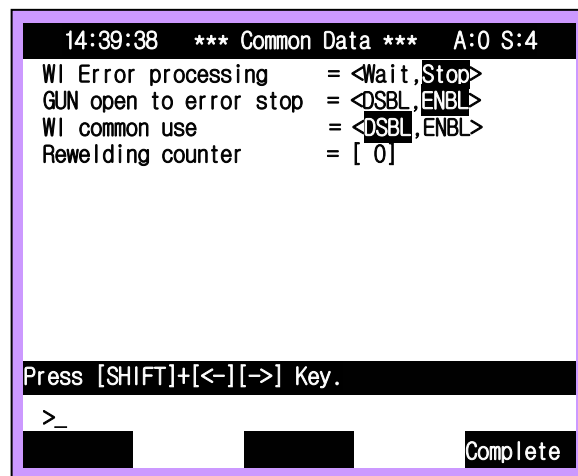 14:39:38 *** Common Data *** A:0 S:4
WI Error processing = <Wait,Stop>
GUN open to error stop = <DSBL,ENBL>
WI common use = <DSBL,ENBL>
Rewelding counter = [ 0]
Press [SHIFT]+[<-][->] Key.
>_
Complete